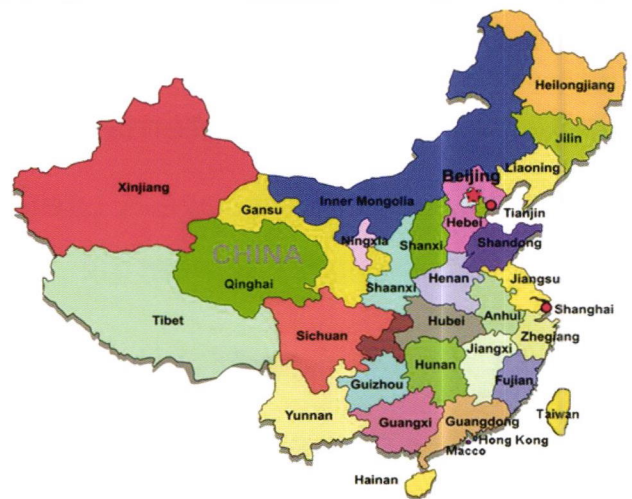 Heilongjiang
Jilin
Liaoning
Beijing
Xinjiang
Inner Mongolia
Gansu
Tianjin
Hebei
Ningxia
Shanxi
Shandong
CHINA
Qinghai
Shaanxi
Henan
Jiangsu
Shanghai
Tibet
Sichuan
Hubei
Anhui
Zhegiang
Jiangxi
Hunan
Guizhou
Fujian
Yunnan
Guangxi
Guangdong
Taiwan
Hong Kong
Macco
Hainan